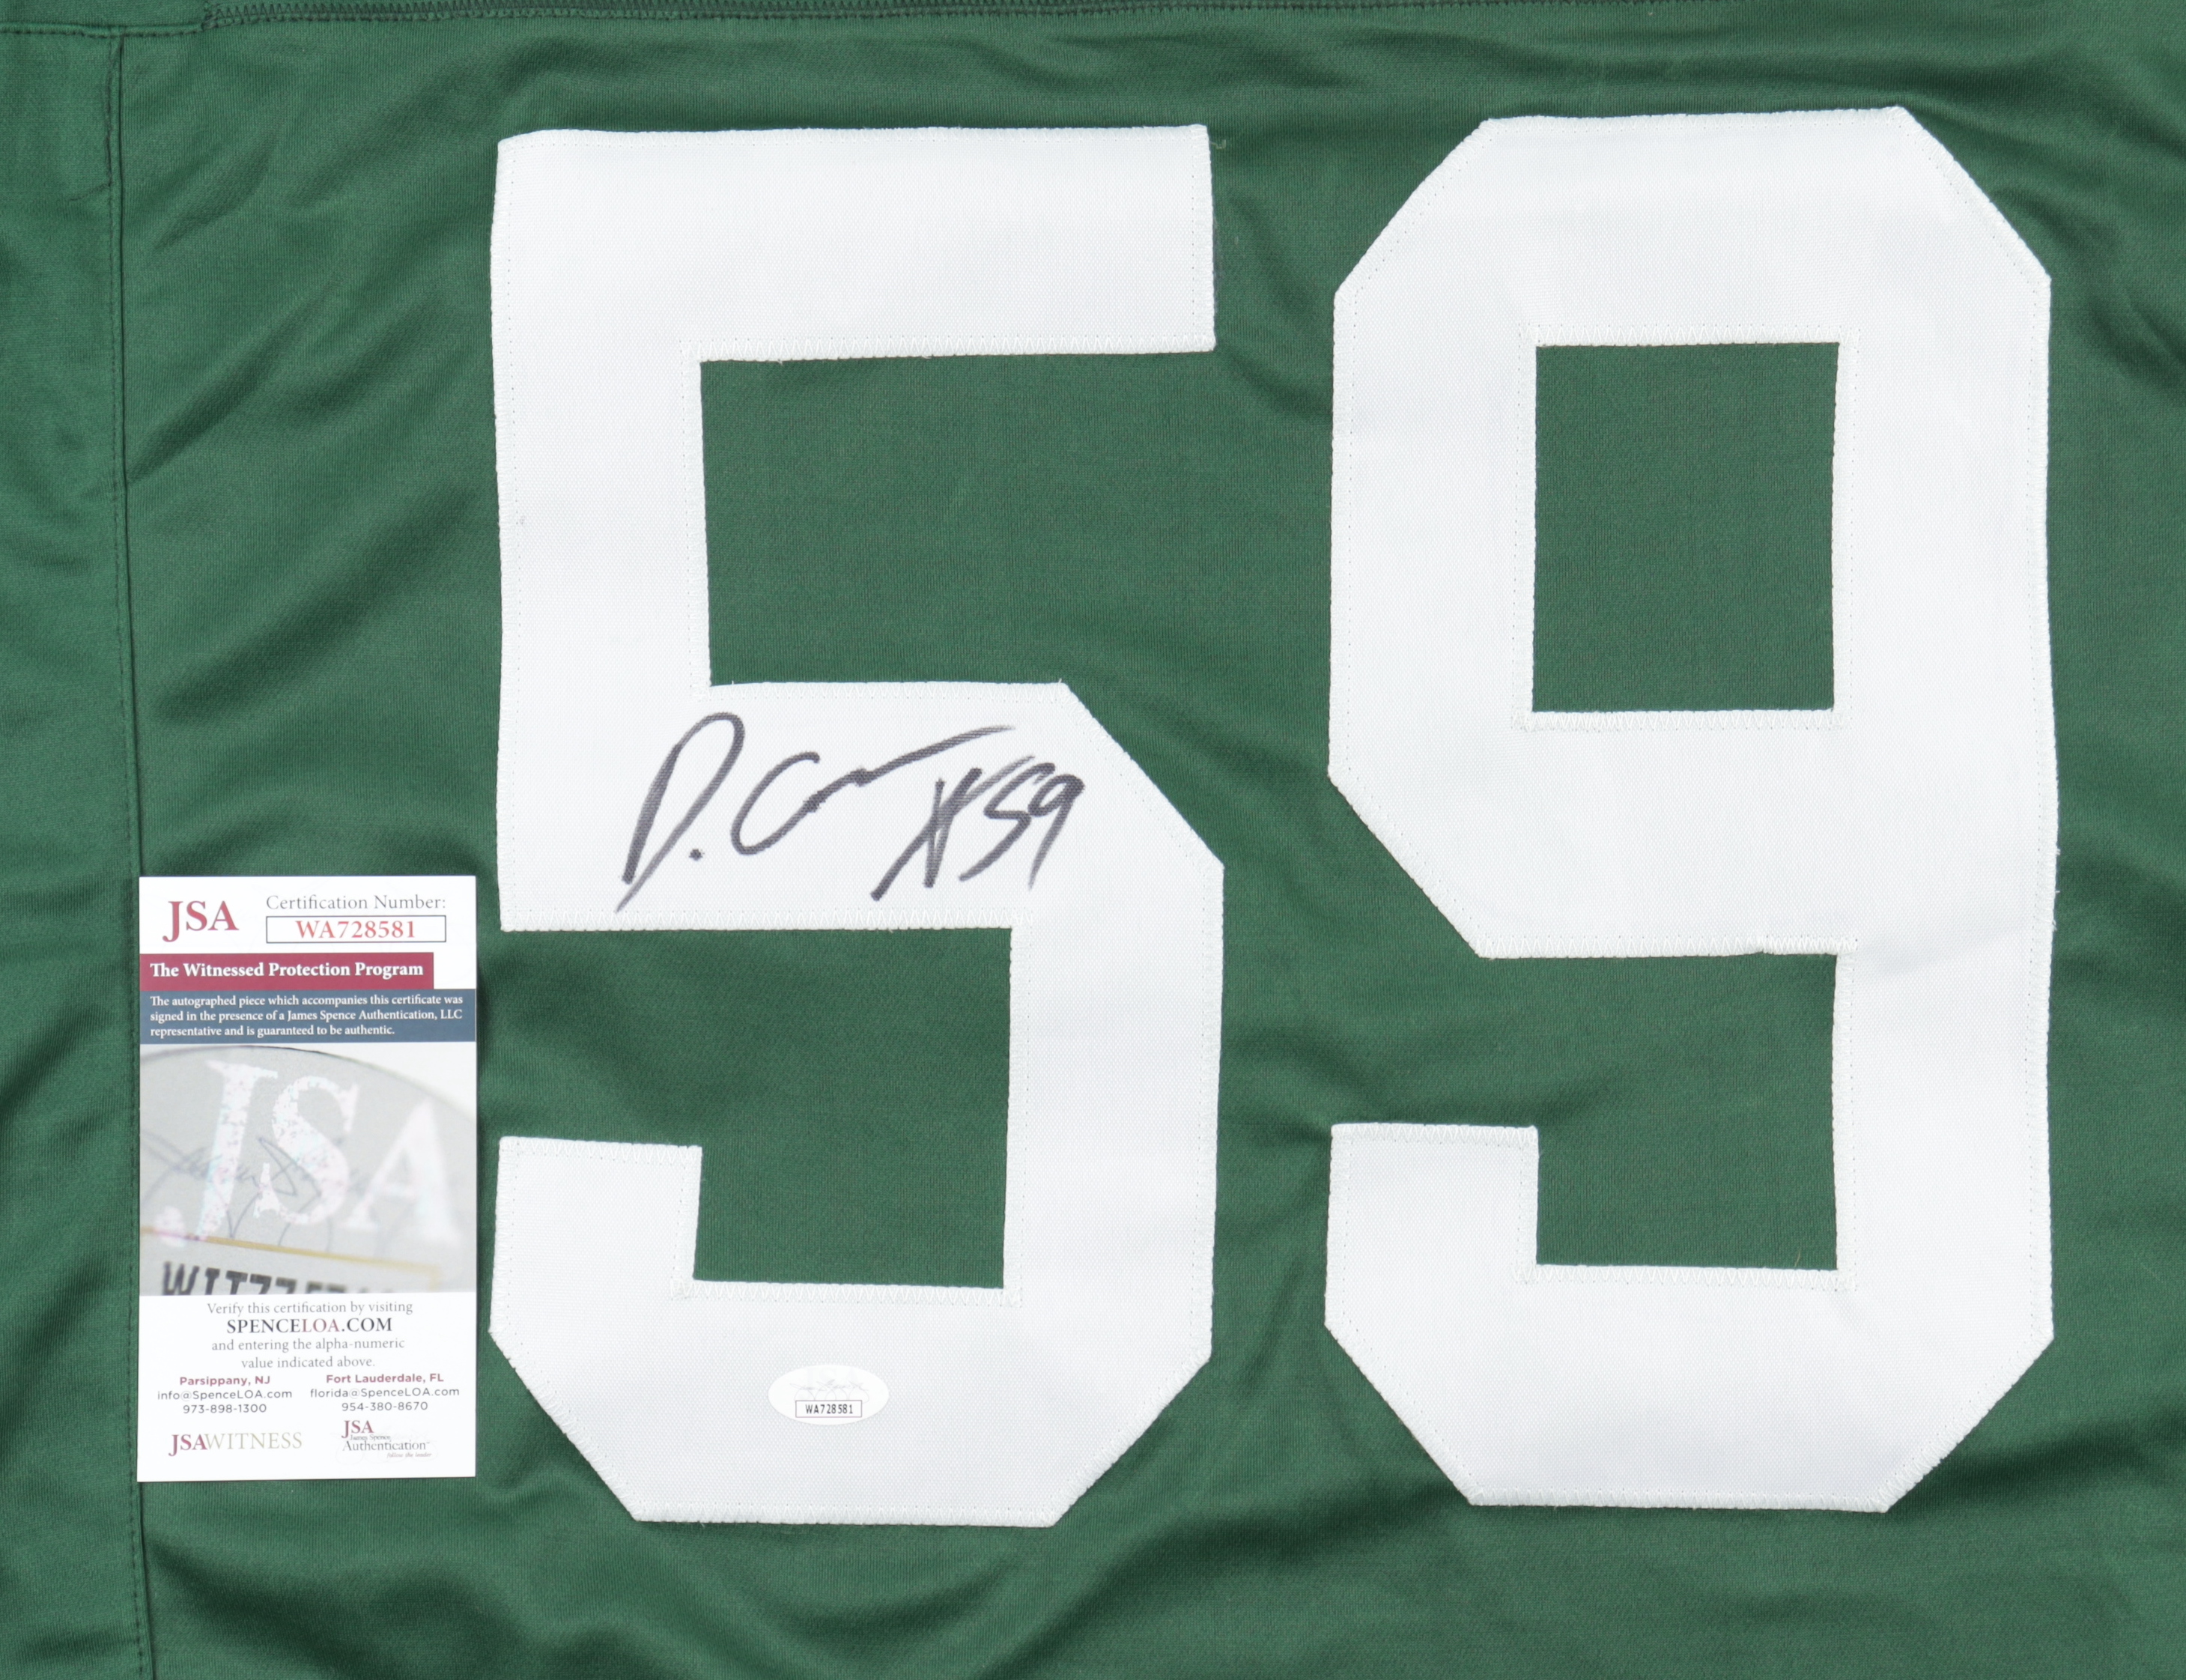 59
D. C #59
JSA
Certification Number:
WA728581
The Witnessed Protection Program
The autographed piece which accompanies this certificate was
signed in the presence of a James Spence Authentication, LLC
representative and is guaranteed to be authentic.
JSA
Verify this certification by visiting
SPENCELOA.COM
and entering the alpha-numeric
value indicated above.
Parsippany, NJ
info@SpenceLOA.com
973-898-1300
Fort Lauderdale, FL
florida@SpenceLOA.com
954-380-8670
JSAWITNESS
JSA
James Spence
Authentication
WA728581